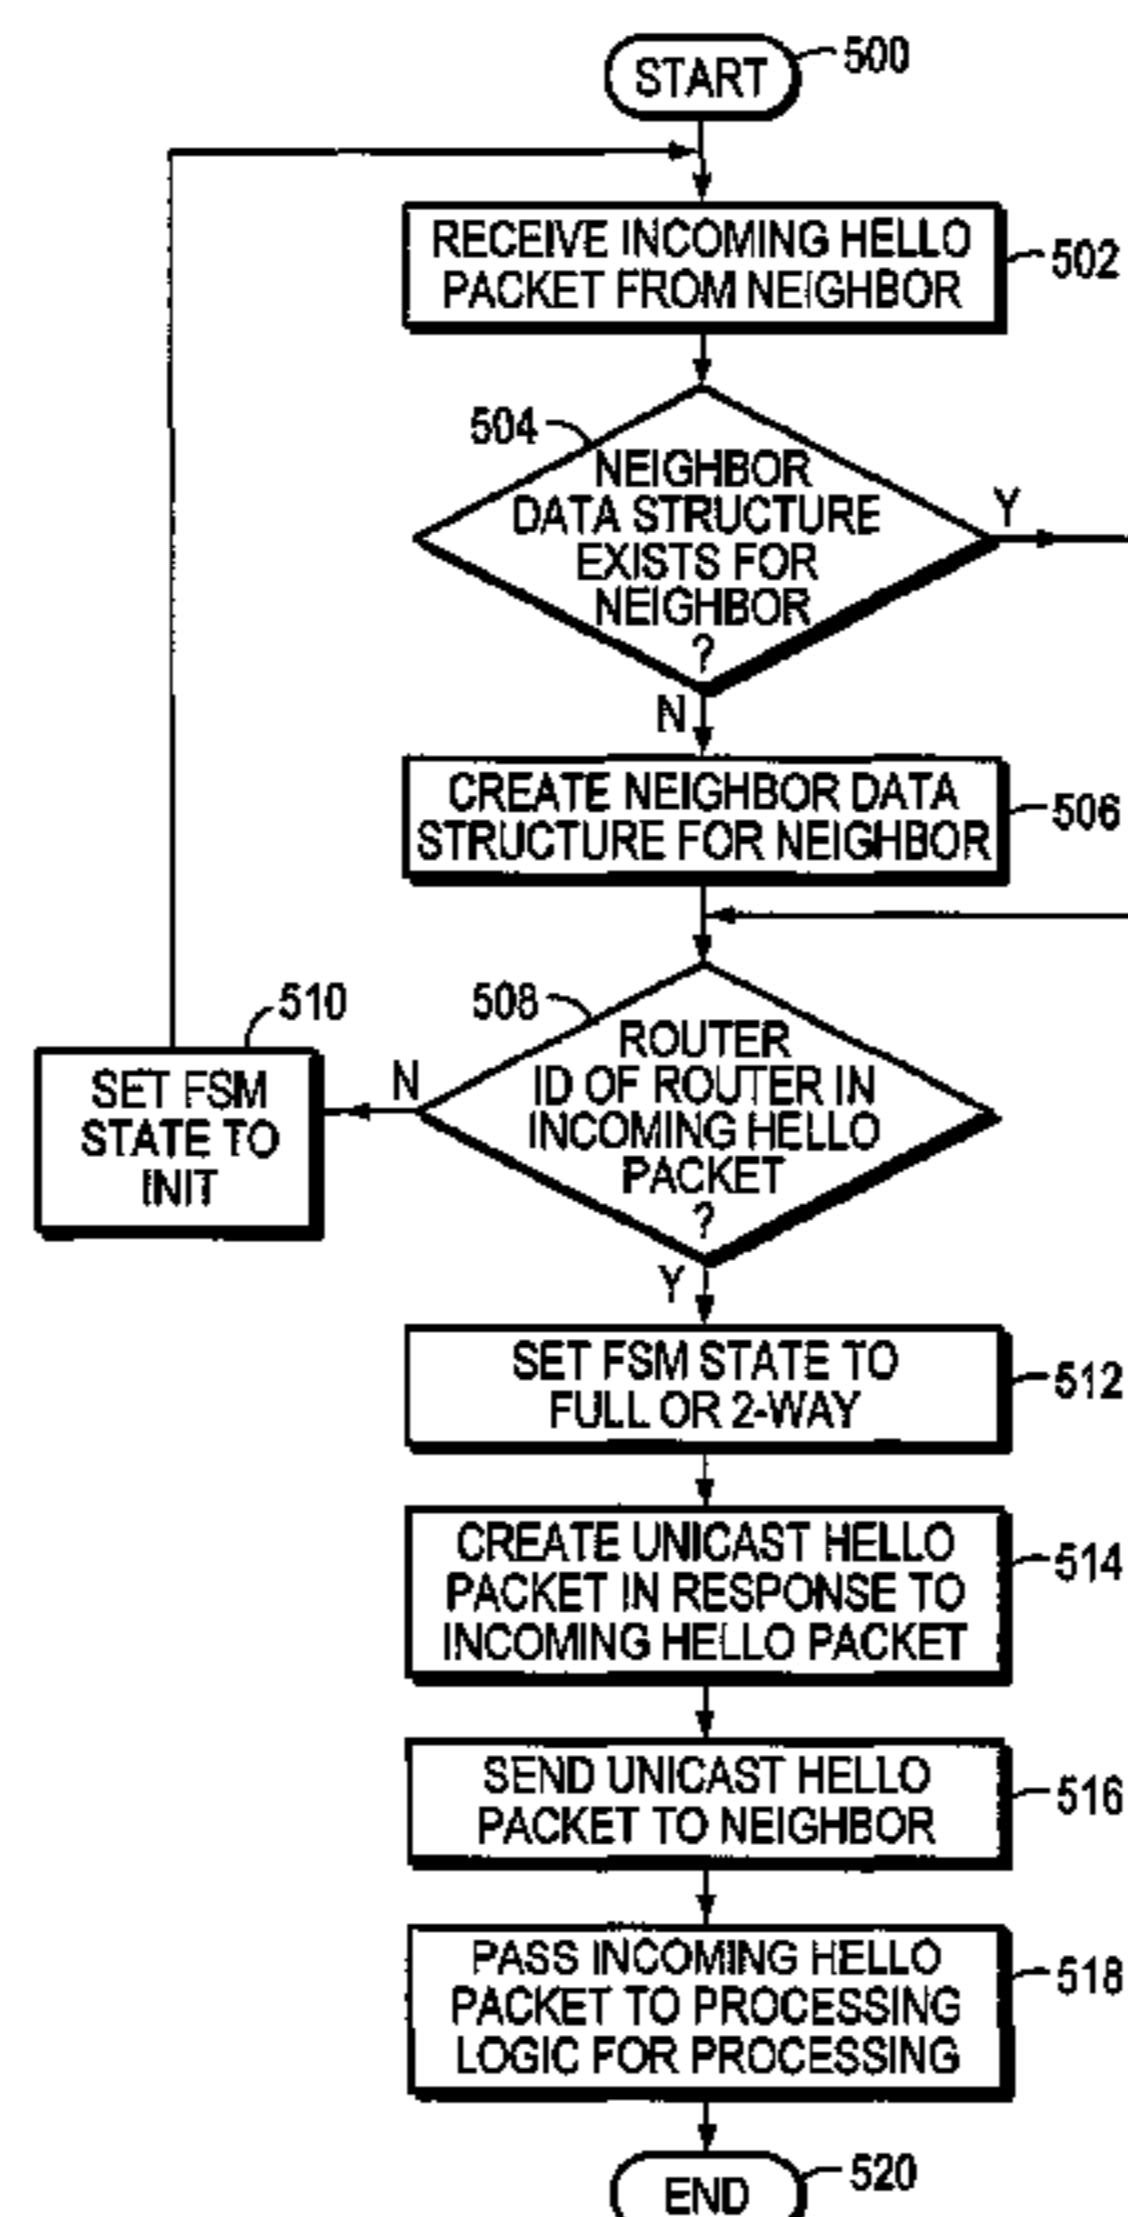 START
500
RECEIVE INCOMING HELLO
PACKET FROM NEIGHBOR
502
504
NEIGHBOR
DATA STRUCTURE
EXISTS FOR
NEIGHBOR
?
Y
N
CREATE NEIGHBOR DATA
STRUCTURE FOR NEIGHBOR
506
508
ROUTER
ID OF ROUTER IN
INCOMING HELLO
PACKET
?
N
510
SET FSM
STATE TO
INIT
Y
SET FSM STATE TO
FULL OR 2-WAY
512
CREATE UNICAST HELLO
PACKET IN RESPONSE TO
INCOMING HELLO PACKET
514
SEND UNICAST HELLO
PACKET TO NEIGHBOR
516
PASS INCOMING HELLO
PACKET TO PROCESSING
LOGIC FOR PROCESSING
518
END
520